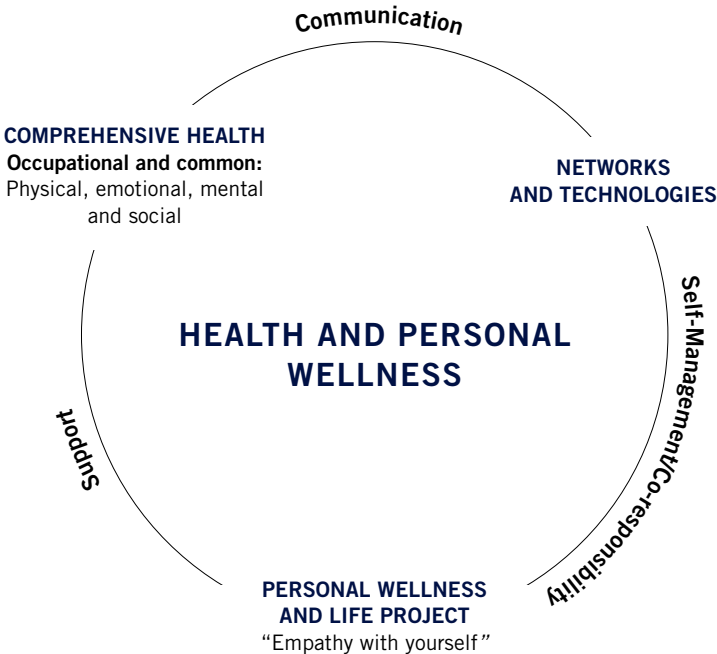 Communication
COMPREHENSIVE HEALTH
Occupational and common:
Physical, emotional, mental
and social
NETWORKS
AND TECHNOLOGIES
HEALTH AND PERSONAL
WELLNESS
Self-Management/Co-responsibility
Support
PERSONAL WELLNESS
AND LIFE PROJECT
“Empathy with yourself”